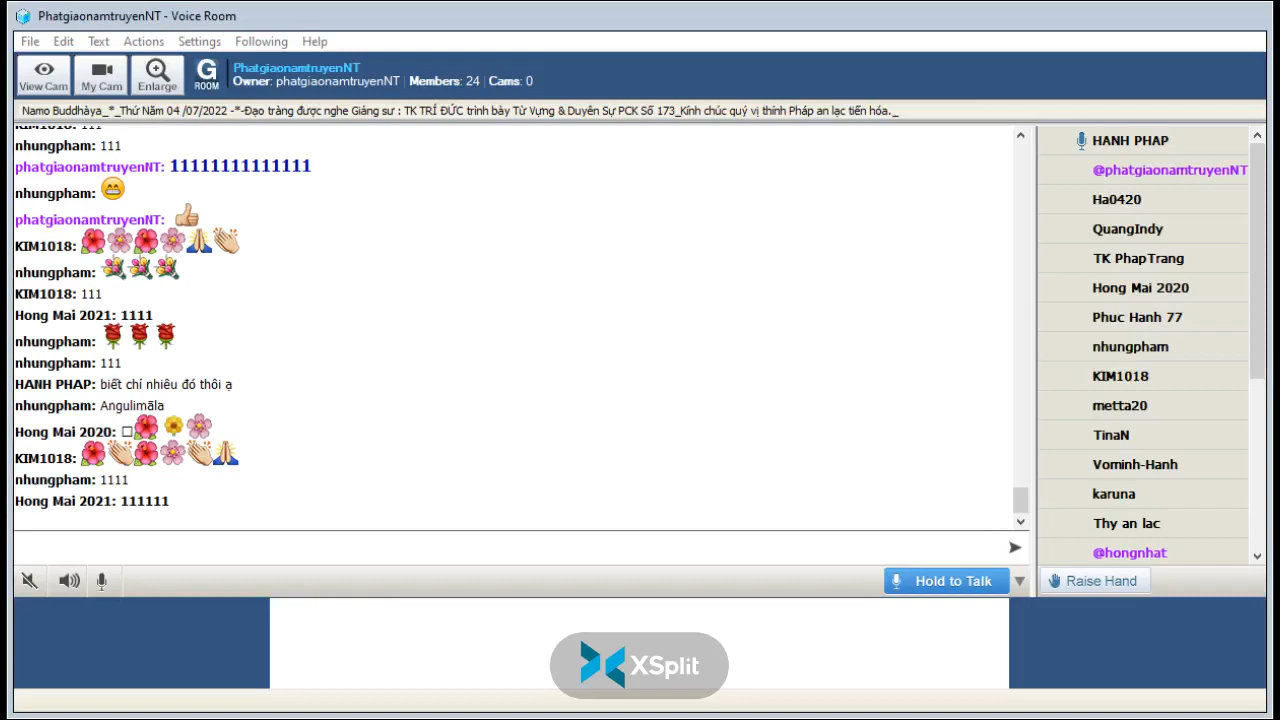 PhatgiaonamtruyenNT - Voice Room
File Edit Text Actions Settings Following Help
View Cam My Cam Enlarge G ROOM
PhatgiaonamtruyenNT
Owner: phatgiaonamtruyenNT | Members: 24 | Cams: 0
Namo Buddhàya_*_Thứ Năm 04 /07/2022 -*-Đạo tràng được nghe Giảng sư : TK TRÍ ĐỨC trình bày Từ Vựng & Duyên Sự PCK Số 173_Kính chúc quý vị thính Pháp an lạc tiến hóa._
KIM1018: 111
nhungpham: 111
phatgiaonamtruyenNT: 11111111111111
nhungpham: 😁
phatgiaonamtruyenNT: 👍
KIM1018: 🌺🌸🌺🌸🙏👏
nhungpham: 💐💐💐
KIM1018: 111
Hong Mai 2021: 1111
nhungpham: 🌹🌹🌹
nhungpham: 111
HANH PHAP: biết chỉ nhiêu đó thôi ạ
nhungpham: Angulimāla
Hong Mai 2020: □🌺🌼🌸
KIM1018: 🌺👏🌺🌸👏🙏
nhungpham: 1111
Hong Mai 2021: 111111
HANH PHAP
@phatgiaonamtruyenNT
Ha0420
QuangIndy
TK PhapTrang
Hong Mai 2020
Phuc Hanh 77
nhungpham
KIM1018
metta20
TinaN
Vominh-Hanh
karuna
Thy an lac
@hongnhat
Hold to Talk
Raise Hand
XSplit